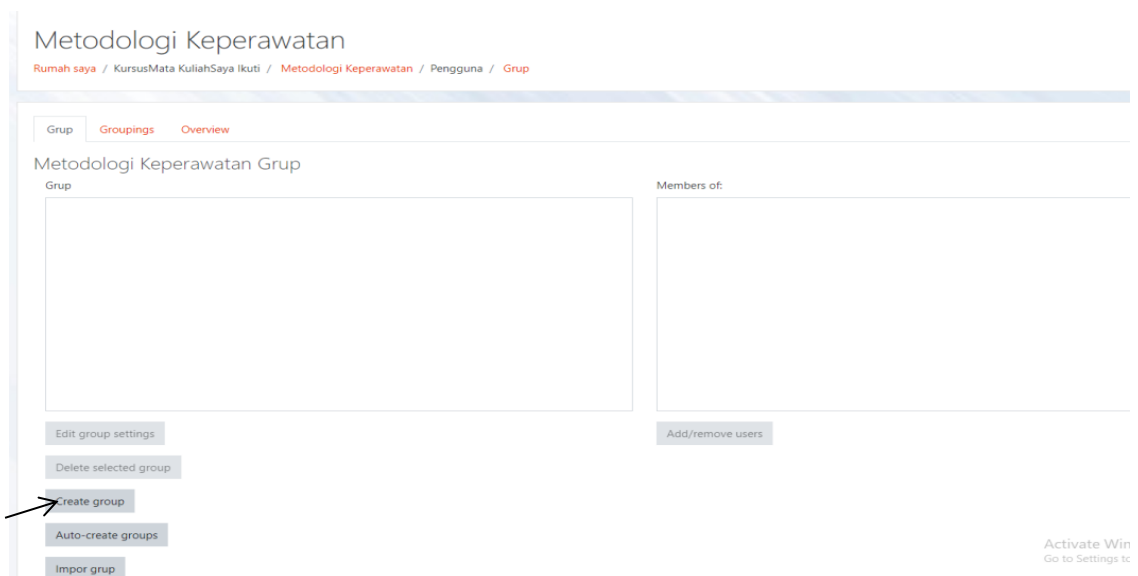 Metodologi Keperawatan
Rumah saya / KursusMata KuliahSaya Ikuti / Metodologi Keperawatan / Pengguna / Grup
Grup Groupings Overview
Metodologi Keperawatan Grup
Grup
Members of:
Edit group settings
Add/remove users
Delete selected group
Create group
Auto-create groups
Impor grup
Activate Win
Go to Settings to